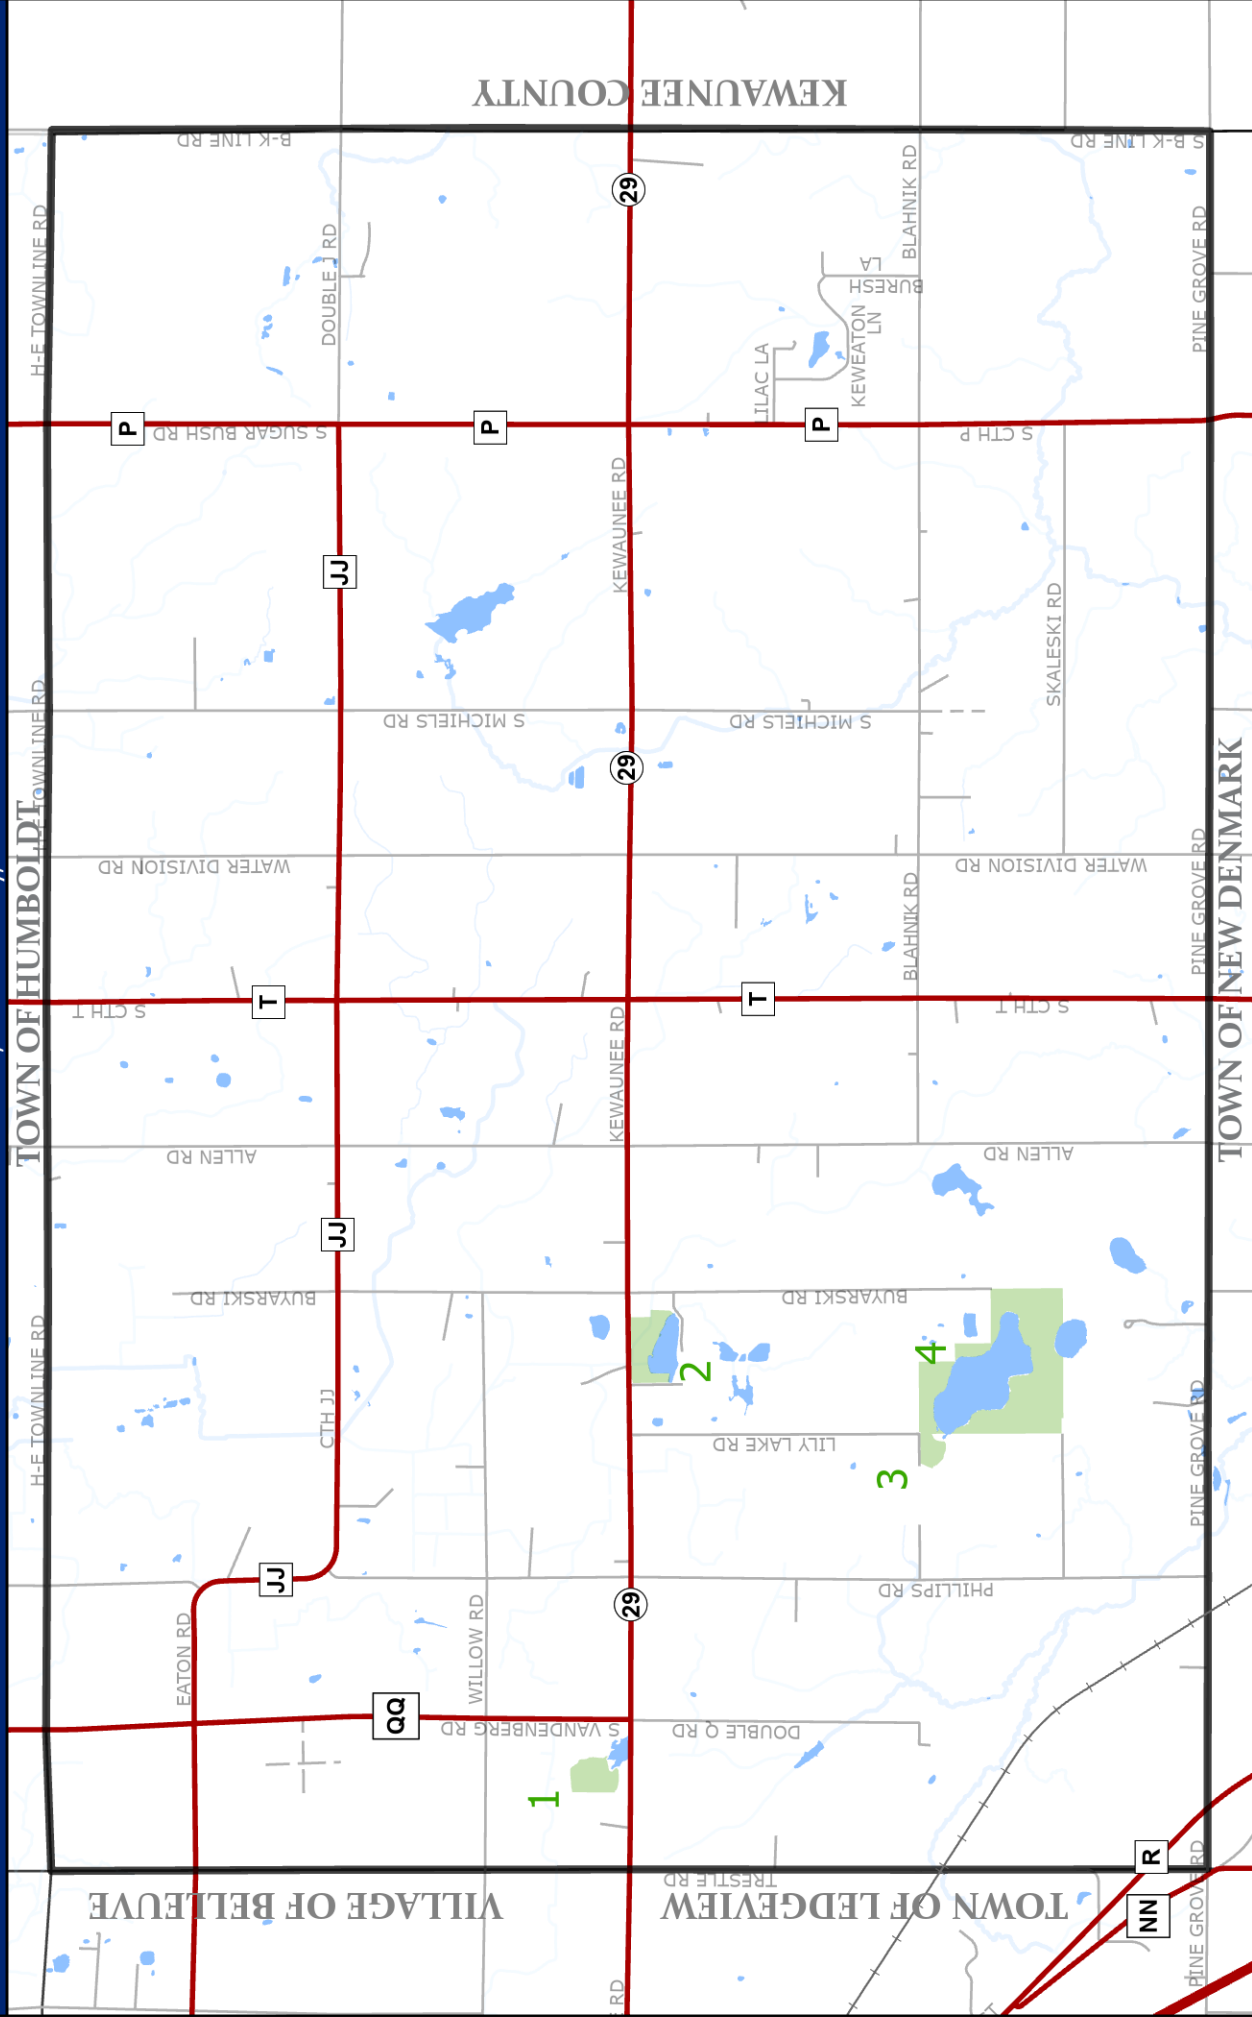 KEWAUNEE COUNTY
B-K LINE RD
S B-K-B LINE RD
H-E TOWNLINE RD
DOUBLE J RD
29
BLAHNIK RD
BURESH LA
PINE GROVE RD
LILAC LA
KEWEATON LN
P
S SUGAR BUSH RD
P
P
S CTH P
KEWAUNEE RD
JJ
SKALESKI RD
H-E TOWNLINE RD
S MICHIELS RD
S MICHIELS RD
29
TOWN OF HUMBOLDT
TOWN OF NEW DENMARK
WATER DIVISION RD
WATER DIVISION RD
BLAHNIK RD
PINE GROVE RD
S CTH T
T
T
S CTH T
KEWAUNEE RD
ALLEN RD
ALLEN RD
JJ
BUYARSKI RD
BUYARSKI RD
H-E TOWNLINE RD
2
4
CTH JJ
LILY LAKE RD
3
PINE GROVE RD
JJ
PHILLIPS RD
29
EATON RD
WILLOW RD
QQ
S VANDENBERG RD
DOUBLE Q RD
1
R
TRESTLE RD
VILLAGE OF BELLEUVE
TOWN OF LEDGEVIEW
NN
PINE GROVE RD
E RD